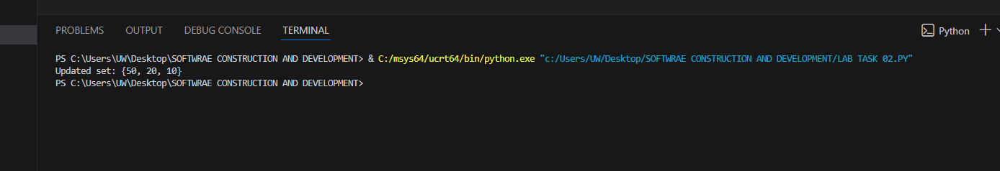 PROBLEMS OUTPUT DEBUG CONSOLE TERMINAL Python
PS C:\Users\UW\Desktop\SOFTWRAE CONSTRUCTION AND DEVELOPMENT> & C:/msys64/ucrt64/bin/python.exe "c:/Users/UW/Desktop/SOFTWRAE CONSTRUCTION AND DEVELOPMENT/LAB TASK 02.PY"
Updated set: {50, 20, 10}
PS C:\Users\UW\Desktop\SOFTWRAE CONSTRUCTION AND DEVELOPMENT>